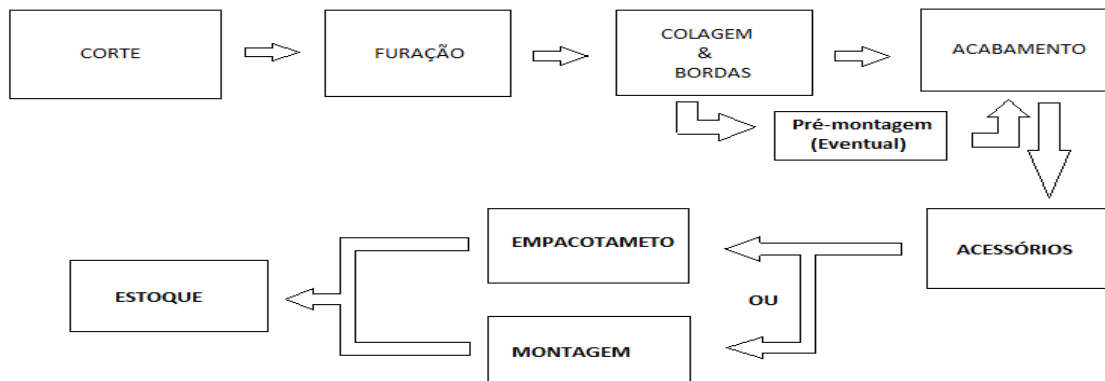 CORTE
FURAÇÃO
COLAGEM
&
BORDAS
ACABAMENTO
Pré-montagem
(Eventual)
ACESSÓRIOS
EMPACOTAMETO
OU
ESTOQUE
MONTAGEM